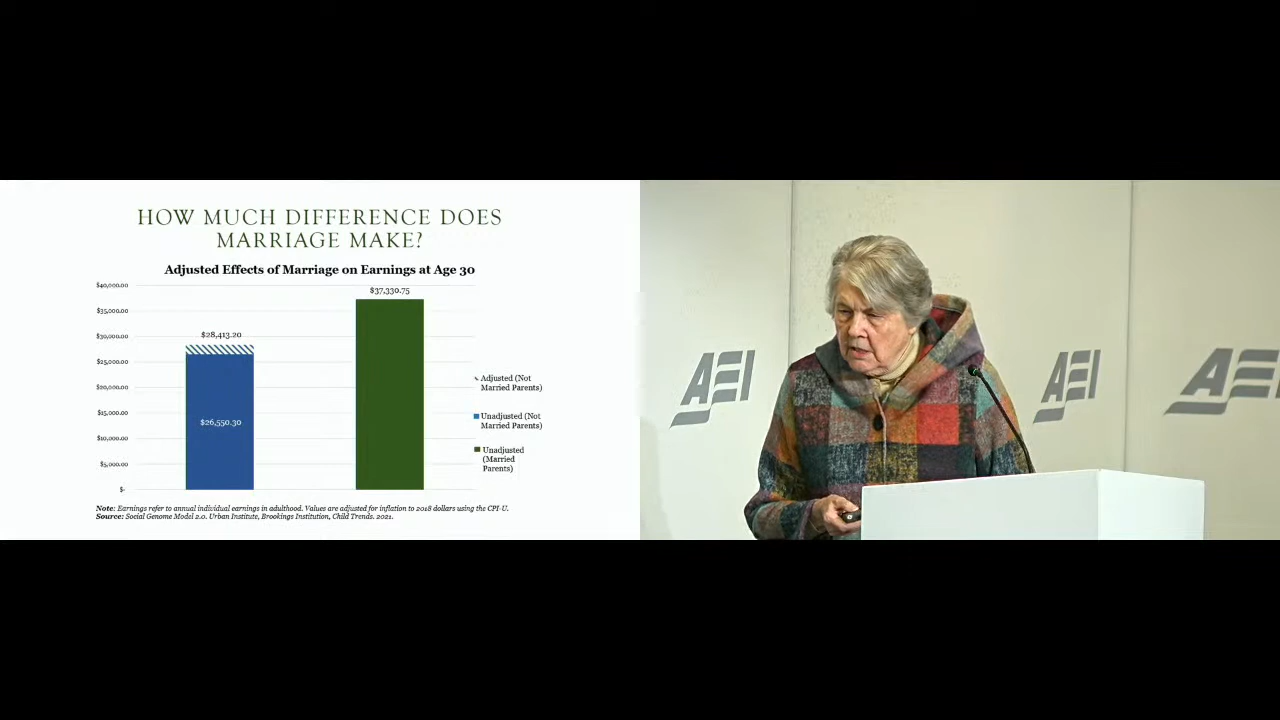 HOW MUCH DIFFERENCE DOES
MARRIAGE MAKE?
Adjusted Effects of Marriage on Earnings at Age 30
$40,000.00
$35,000.00
$30,000.00
$25,000.00
$20,000.00
$15,000.00
$10,000.00
$5,000.00
$-
$28,413.20
$26,550.30
$37,330.75
Adjusted (Not
Married Parents)
Unadjusted (Not
Married Parents)
Unadjusted
(Married
Parents)
Note: Earnings refer to annual individual earnings in adulthood. Values are adjusted for inflation to 2018 dollars using the CPI-U.
Source: Social Genome Model 2.0. Urban Institute, Brookings Institution, Child Trends. 2021.
AEI
AEI
AEI